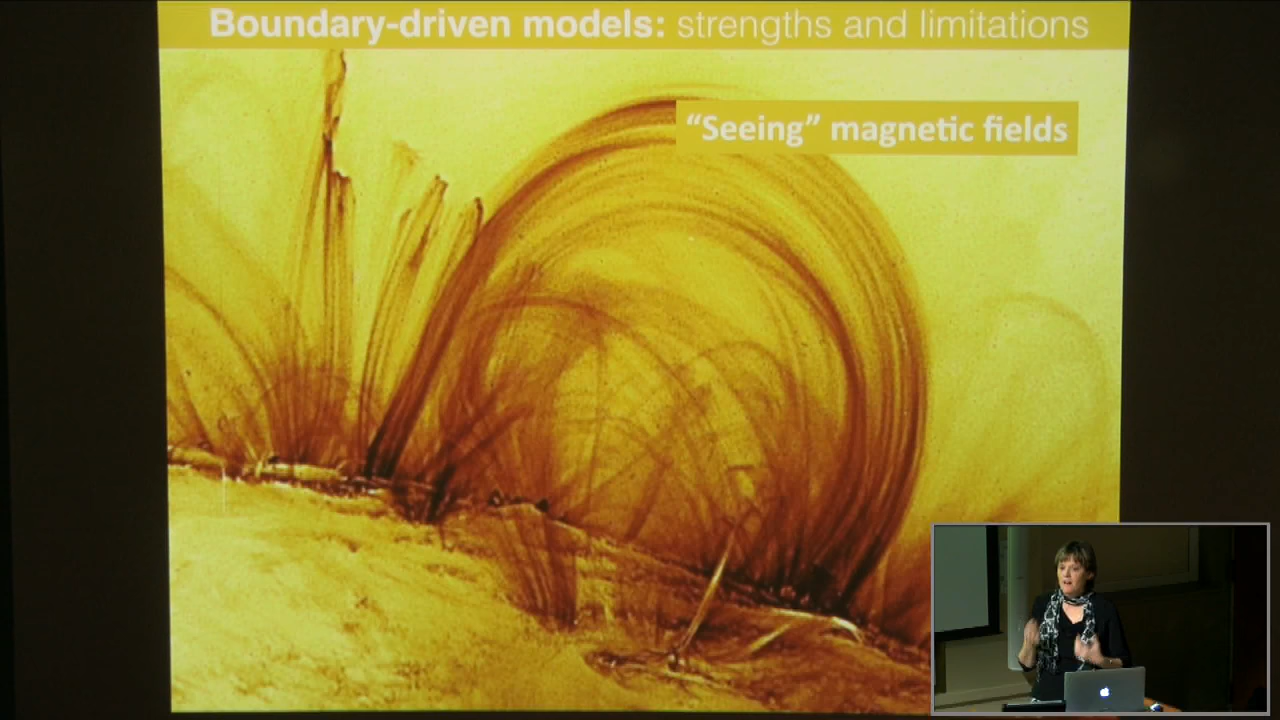 Boundary-driven models: strengths and limitations
“Seeing” magnetic fields